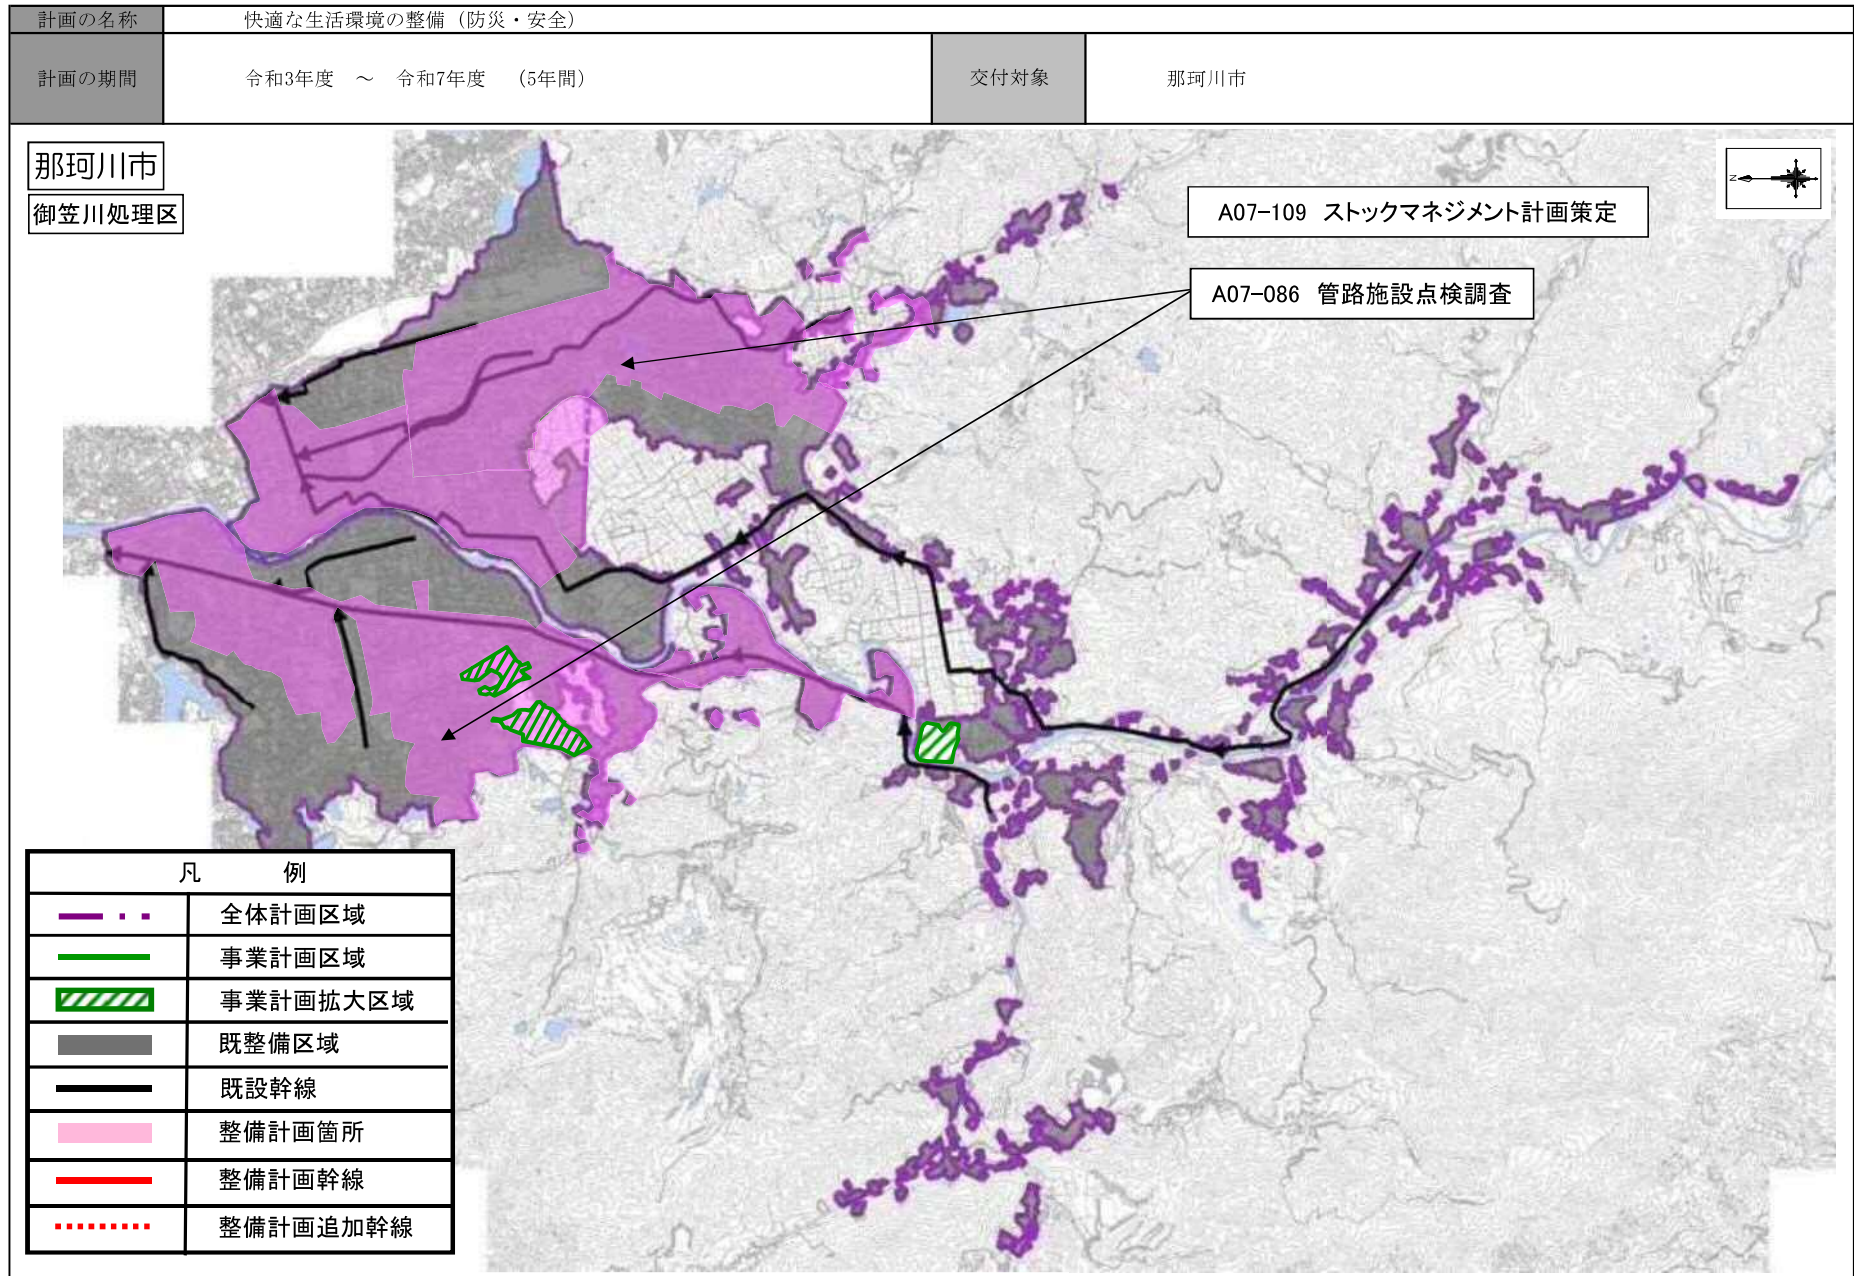 計画の名称 快適な生活環境の整備（防災・安全）
計画の期間 令和3年度 ～ 令和7年度 （5年間） 交付対象 那珂川市
那珂川市
御笠川処理区
N
A07-109 ストックマネジメント計画策定
A07-086 管路施設点検調査
凡 例
全体計画区域
事業計画区域
事業計画拡大区域
既整備区域
既設幹線
整備計画箇所
整備計画幹線
整備計画追加幹線